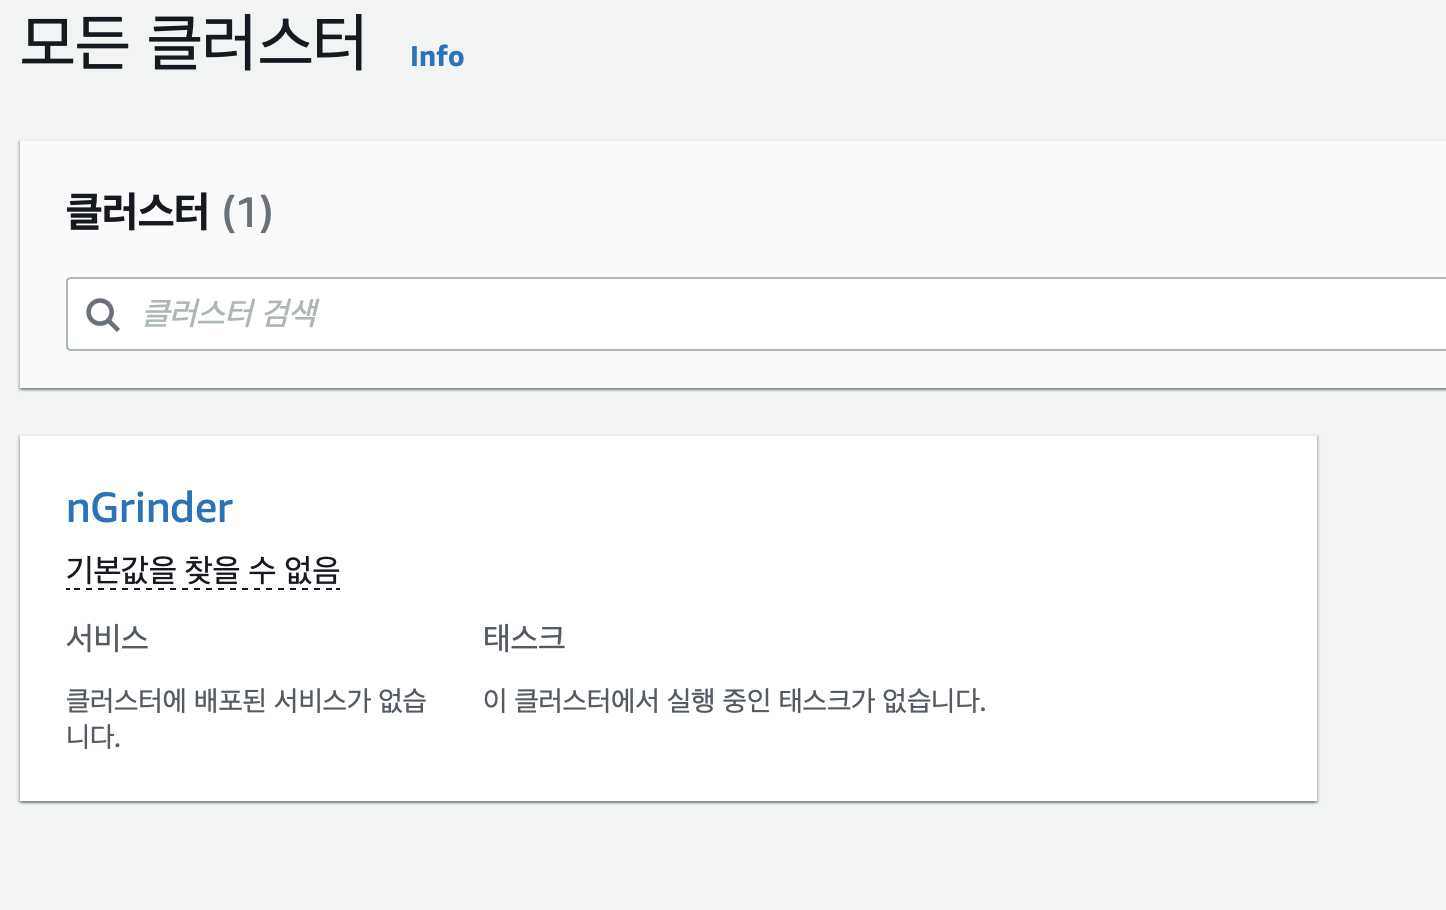 모든 클러스터 Info
클러스터 (1)
클러스터 검색
nGrinder
기본값을 찾을 수 없음
서비스
클러스터에 배포된 서비스가 없습
니다.
태스크
이 클러스터에서 실행 중인 태스크가 없습니다.